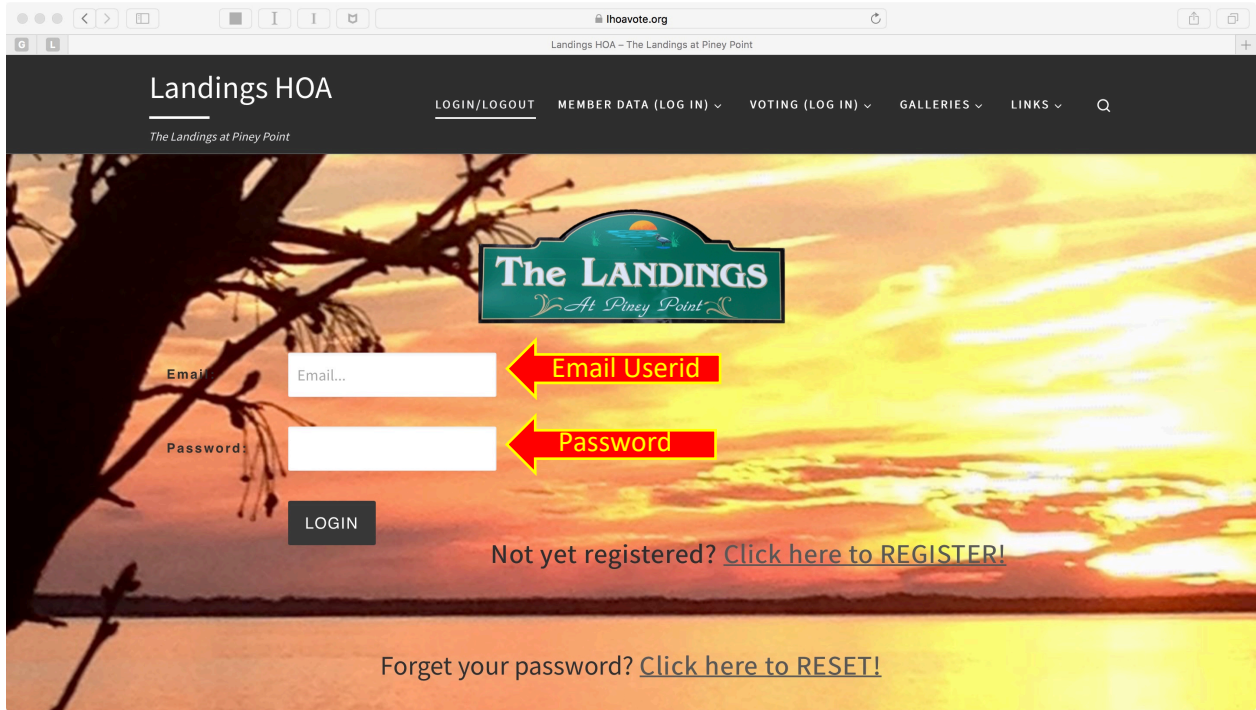 lhoavote.org
G L
Landings HOA – The Landings at Piney Point
Landings HOA
LOGIN/LOGOUT MEMBER DATA (LOG IN) VOTING (LOG IN) GALLERIES LINKS
The Landings at Piney Point
The LANDINGS
At Piney Point
Email: Email... Email Userid
Password: Password
LOGIN
Not yet registered? Click here to REGISTER!
Forget your password? Click here to RESET!